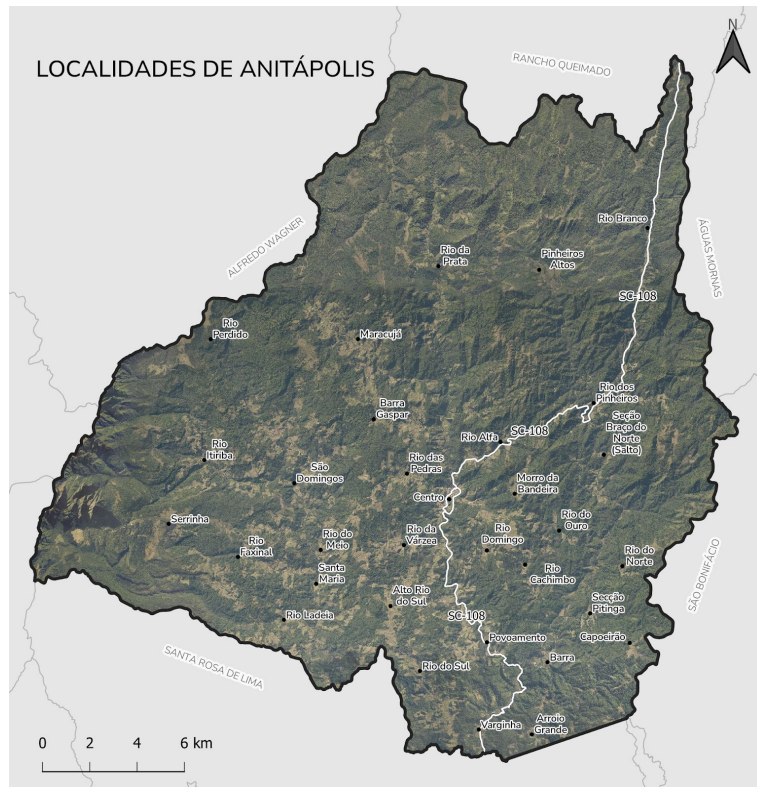 N
RANCHO QUEIMADO
LOCALIDADES DE ANITÁPOLIS
ALFREDO WAGNER
ÁGUAS MORNAS
Rio Branco
Rio da
Prata
Pinheiros
Altos
SC-108
Rio
Perdido
Maracujá
Rio dos
Pinheiros
Barra
Gaspar
Seção
Braço do
Norte
(Salto)
SC-108
Rio Alfa
Rio
Itiriba
São
Domingos
Rio das
Pedras
Morro da
Bandeira
Centro
Serrinha
Rio do
Ouro
Rio
Faxinal
Rio do
Meio
Rio da
Várzea
Rio
Domingo
Rio
Cachimbo
Rio do
Norte
SÃO BONIFÁCIO
Santa
Maria
Alto Rio
do Sul
Secção
Pitinga
Rio Ladeia
SC-108
Povoamento
Capoeirão
SANTA ROSA DE LIMA
Rio do Sul
Barra
Varginha
Arroio
Grande
0 2 4 6 km